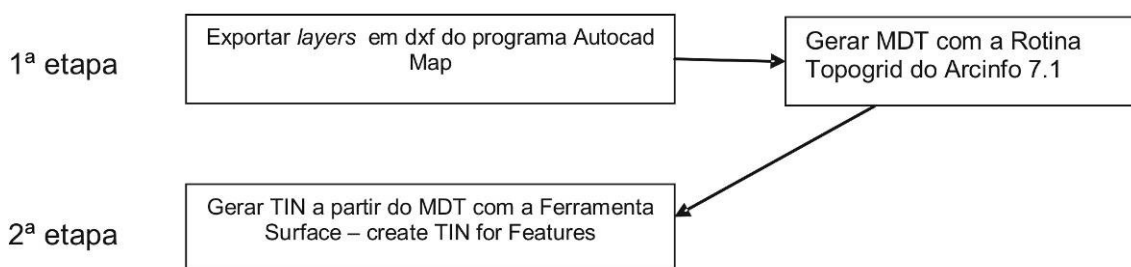 1ª etapa
Exportar layers em dxf do programa Autocad
Map
Gerar MDT com a Rotina
Topogrid do Arcinfo 7.1
2ª etapa
Gerar TIN a partir do MDT com a Ferramenta
Surface – create TIN for Features